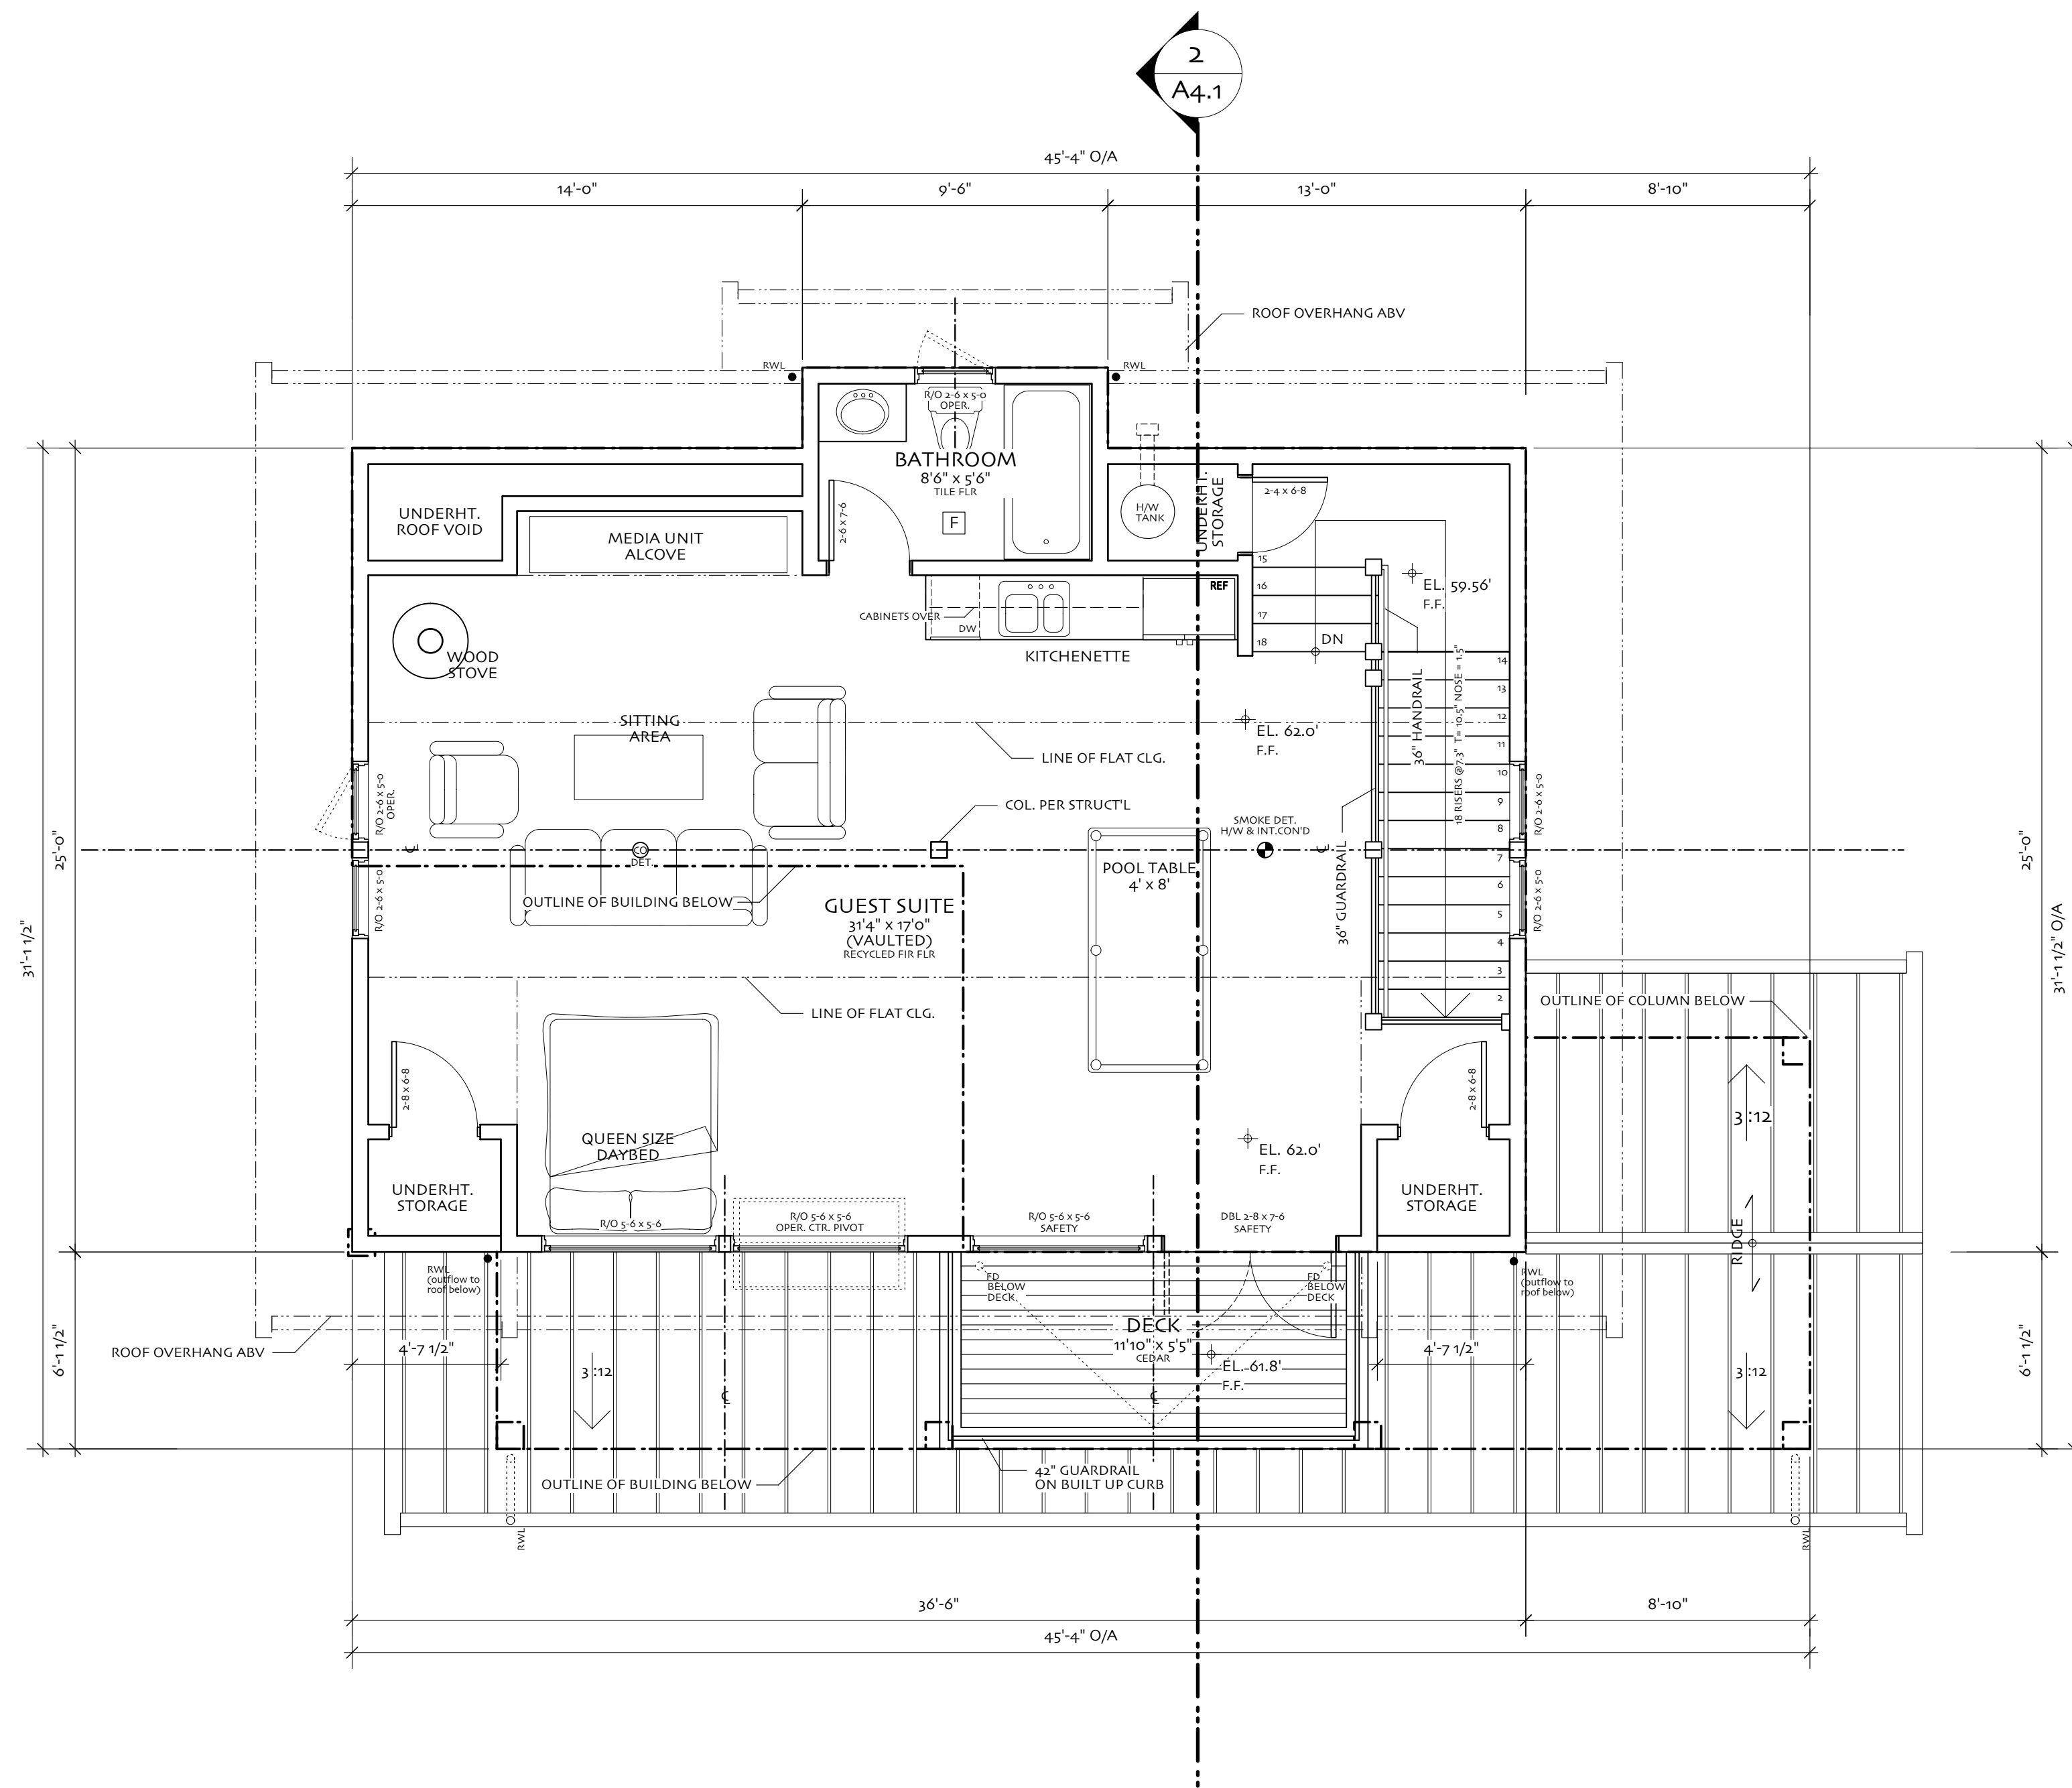 2
A4.1
45'-4" O/A
14'-0"
9'-6"
13'-0"
8'-10"
ROOF OVERHANG ABV
RWL
RWL
R/O 2-6 x 5-0
OPER.
BATHROOM
8'6" x 5'6"
TILE FLR
F
2-6 x 7-6
H/W
TANK
UNDERHT.
STORAGE
2-4 x 6-8
UNDERHT.
ROOF VOID
MEDIA UNIT
ALCOVE
15
16
17
18
DN
EL. 59.56'
F.F.
REF
CABINETS OVER
DW
KITCHENETTE
WOOD
STOVE
SITTING
AREA
EL. 62.0'
F.F.
LINE OF FLAT CLG.
COL. PER STRUCT'L
36" HANDRAIL
18 RISERS @7.3" T= 10.5" NOSE = 1.5"
14
13
12
11
10
9
8
7
6
5
4
3
2
R/O 2-6 x 5-0
OPER.
R/O 2-6 x 5-0
R/O 2-6 x 5-0
R/O 2-6 x 5-0
CO
DET.
SMOKE DET.
H/W & INT.CON'D
36" GUARDRAIL
POOL TABLE
4' x 8'
OUTLINE OF BUILDING BELOW
GUEST SUITE
31'4" x 17'0"
(VAULTED)
RECYCLED FIR FLR
LINE OF FLAT CLG.
OUTLINE OF COLUMN BELOW
25'-0"
31'-1 1/2"
25'-0"
31'-1 1/2" O/A
2-8 x 6-8
2-8 x 6-8
QUEEN SIZE
DAYBED
EL. 62.0'
F.F.
UNDERHT.
STORAGE
UNDERHT.
STORAGE
3 :12
RIDGE
R/O 5-6 x 5-6
R/O 5-6 x 5-6
OPER. CTR. PIVOT
R/O 5-6 x 5-6
SAFETY
DBL 2-8 x 7-6
SAFETY
RWL
(outflow to
roof below)
FD
BELOW
DECK
FD
BELOW
DECK
RWL
(outflow to
roof below)
DECK
11'10" x 5'5"
CEDAR
EL. 61.8'
F.F.
ROOF OVERHANG ABV
4'-7 1/2"
4'-7 1/2"
6'-1 1/2"
6'-1 1/2"
3 :12
3 :12
42" GUARDRAIL
ON BUILT UP CURB
OUTLINE OF BUILDING BELOW
RWL
RWL
36'-6"
8'-10"
45'-4" O/A